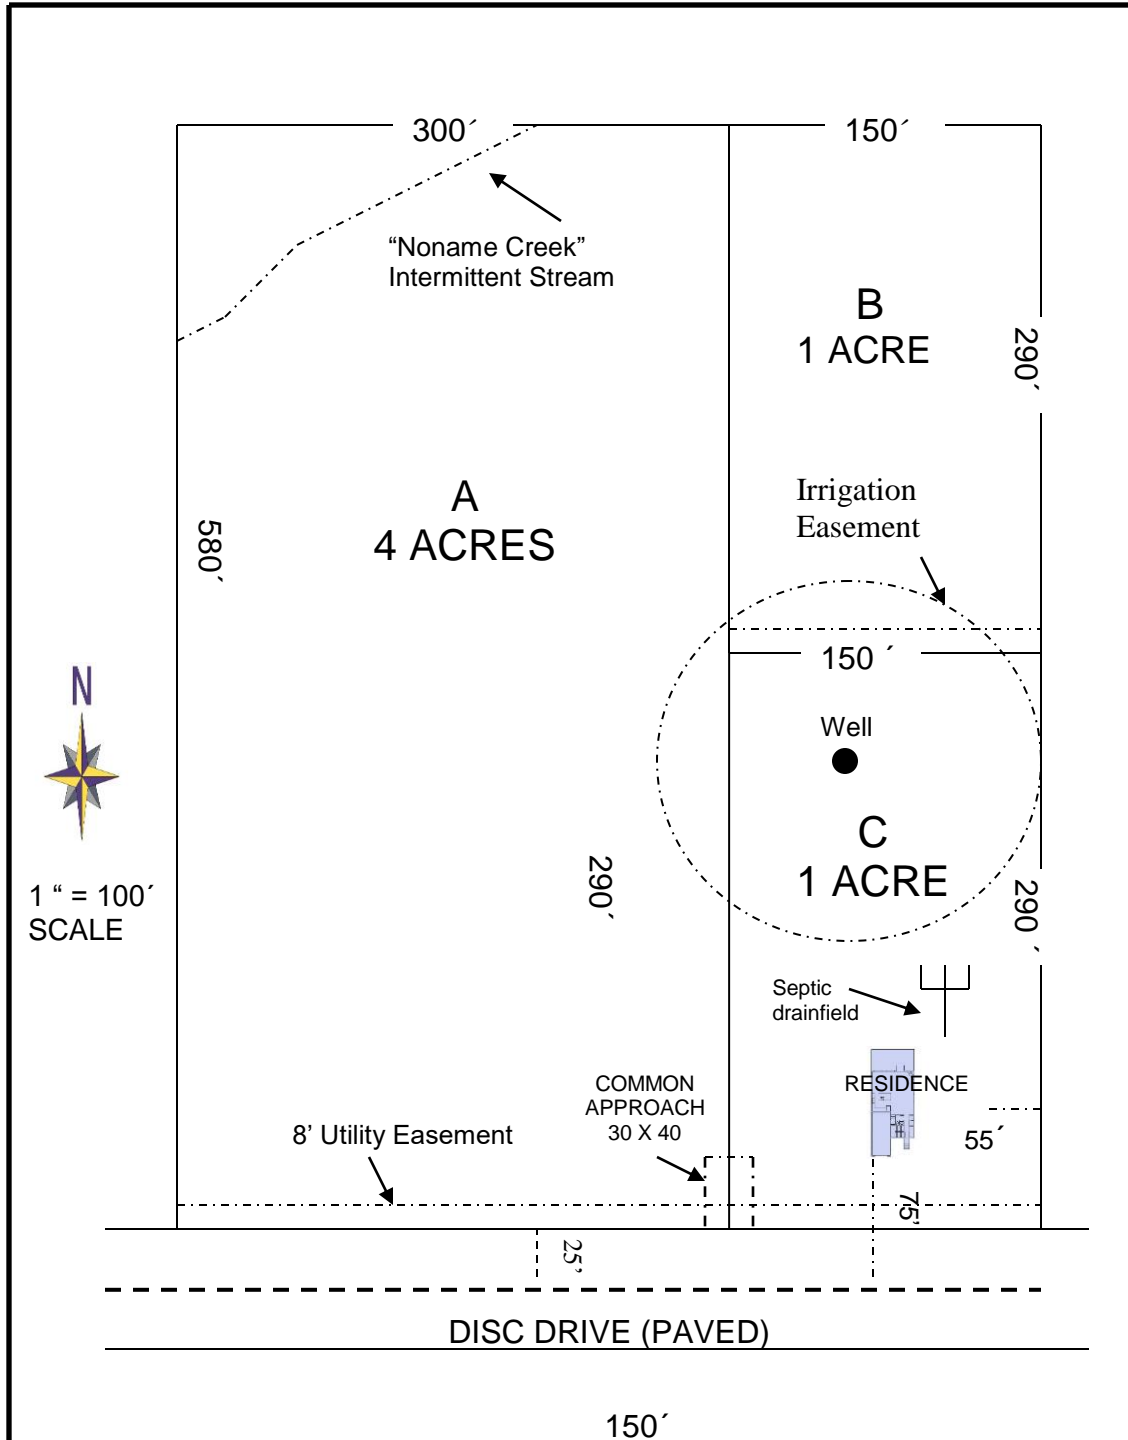 300´
150´
“Noname Creek”
Intermittent Stream
B
1 ACRE
290´
A
4 ACRES
580´
Irrigation
Easement
150 ´
N
Well
C
1 ACRE
290´
290 ´
1 “ = 100´
SCALE
Septic
drainfield
RESIDENCE
COMMON
APPROACH
30 X 40
8’ Utility Easement
55´
75’
25’
DISC DRIVE (PAVED)
150´